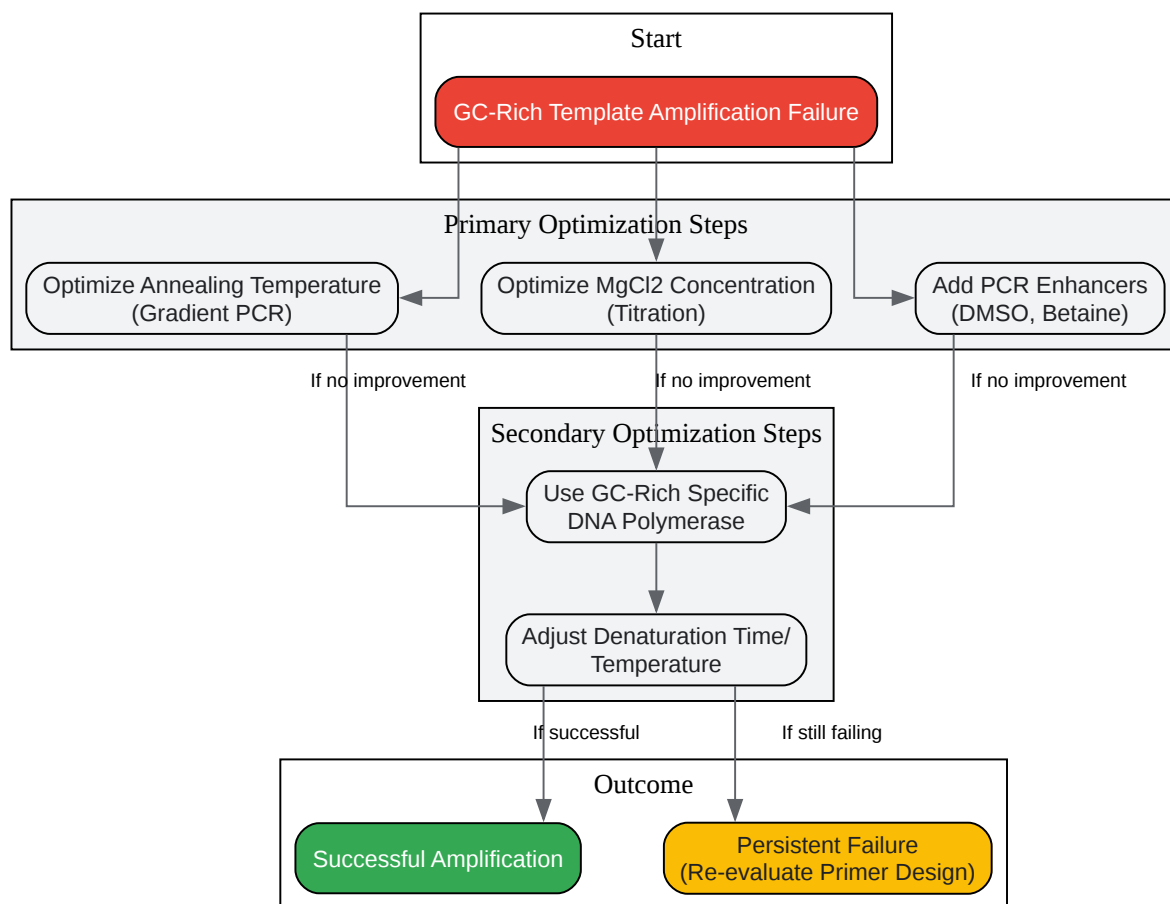 Start
GC-Rich Template Amplification Failure
Primary Optimization Steps
Optimize Annealing Temperature
(Gradient PCR)
Optimize MgCl2 Concentration
(Titration)
Add PCR Enhancers
(DMSO, Betaine)
If no improvement
If no improvement
If no improvement
Secondary Optimization Steps
Use GC-Rich Specific
DNA Polymerase
Adjust Denaturation Time/
Temperature
If successful
If still failing
Outcome
Successful Amplification
Persistent Failure
(Re-evaluate Primer Design)